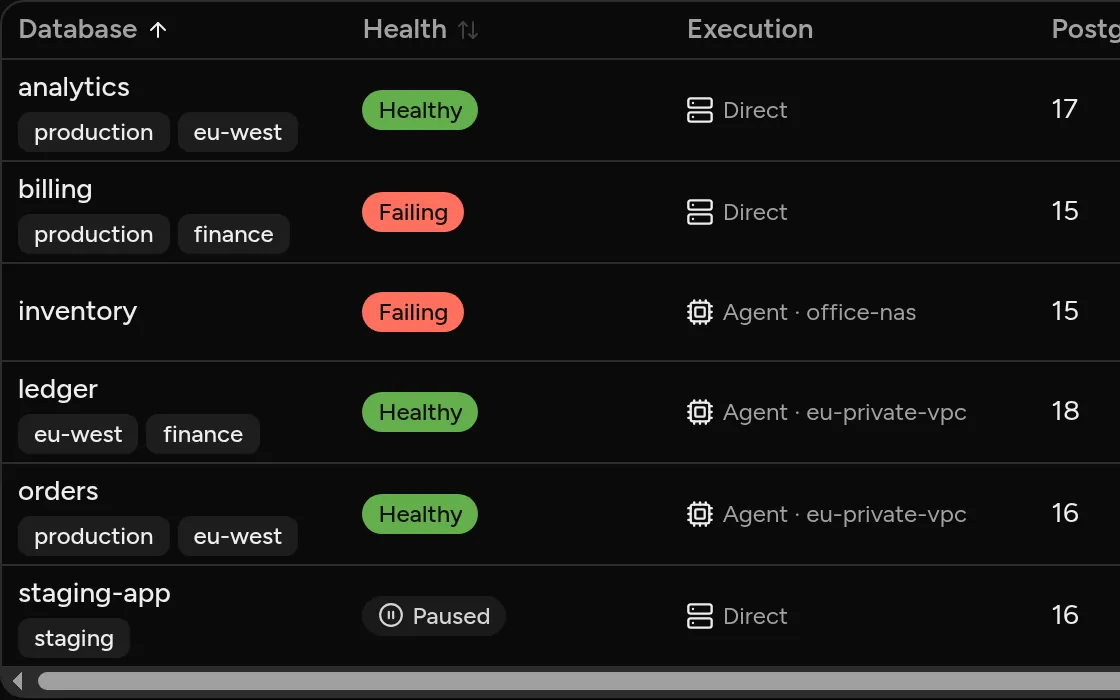 Database Health Execution Postg
analytics
production eu-west
Healthy Direct 17
billing
production finance
Failing Direct 15
inventory Failing Agent · office-nas 15
ledger
eu-west finance
Healthy Agent · eu-private-vpc 18
orders
production eu-west
Healthy Agent · eu-private-vpc 16
staging-app
staging
Paused Direct 16